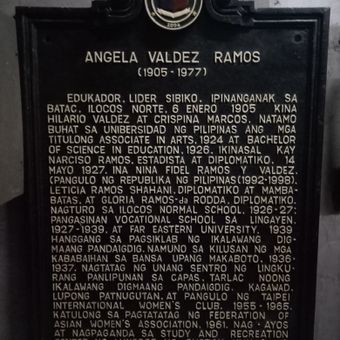 2004
ANGELA VALDEZ RAMOS
(1905-1977)
EDUKADOR, LIDER SIBIKO. IPINANGANAK SA
BATAC, ILOCOS NORTE, 6 ENERO 1905 KINA
HILARIO VALDEZ AT CRISPINA MARCOS. NATAMO
BUHAT SA UNIBERSIDAD NG PILIPINAS ANG MGA
TITULONG ASSOCIATE IN ARTS, 1924 AT BACHELOR
OF SCIENCE IN EDUCATION, 1926. IKINASAL KAY
NARCISO RAMOS, ESTADISTA AT DIPLOMATIKO, 14
MAYO 1927. INA NINA FIDEL RAMOS Y VALDEZ,
(PANGULO NG REPUBLIKA NG PILIPINAS (1992-1998),
LETICIA RAMOS SHAHANI, DIPLOMATIKO AT MAMBA-
BATAS, AT GLORIA RAMOS-da RODDA, DIPLOMATIKO.
NAGTURO SA ILOCOS NORMAL SCHOOL, 1926-27;
PANGASINAN VOCATIONAL SCHOOL SA LINGAYEN,
1927-1939, AT FAR EASTERN UNIVERSITY, 1939
HANGGANG SA PAGSIKLAB NG IKALAWANG DIG-
MAANG PANDAIGDIG. NAMUNO SA KILUSAN NG MGA
KABABAIHAN SA BANSA UPANG MAKABOTO, 1936-
1937. NAGTATAG NG UNANG SENTRO NG LINGKU-
RANG PANLIPUNAN SA CAPAS, TARLAC NOONG
IKALAWANG DIGMAANG PANDAIGDIG. KAGAWAD,
LUPONG PATNUGUTAN, AT PANGULO NG TAIPEI
INTERNATIONAL WOMEN'S CLUB, 1955-1965.
KATULONG SA PAGTATATAG NG FEDERATION OF
ASIAN WOMEN'S ASSOCIATION, 1961. NAG-AYOS
AT NAGPAGANDA SA STUDY AND RECREATION